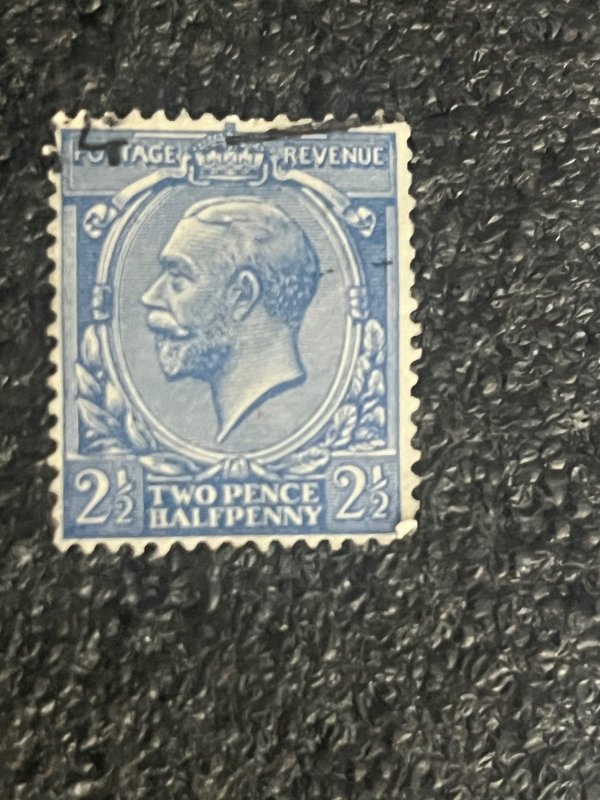 POSTAGE REVENUE
2½ TWO PENCE HALFPENNY 2½